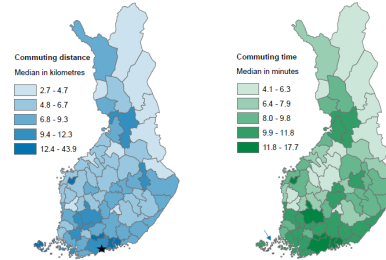 Commuting distance
Median in kilometres
2.7 - 4.7
4.8 - 6.7
6.8 - 9.3
9.4 - 12.3
12.4 - 43.9
Commuting time
Median in minutes
4.1 - 6.3
6.4 - 7.9
8.0 - 9.8
9.9 - 11.8
11.8 - 17.7